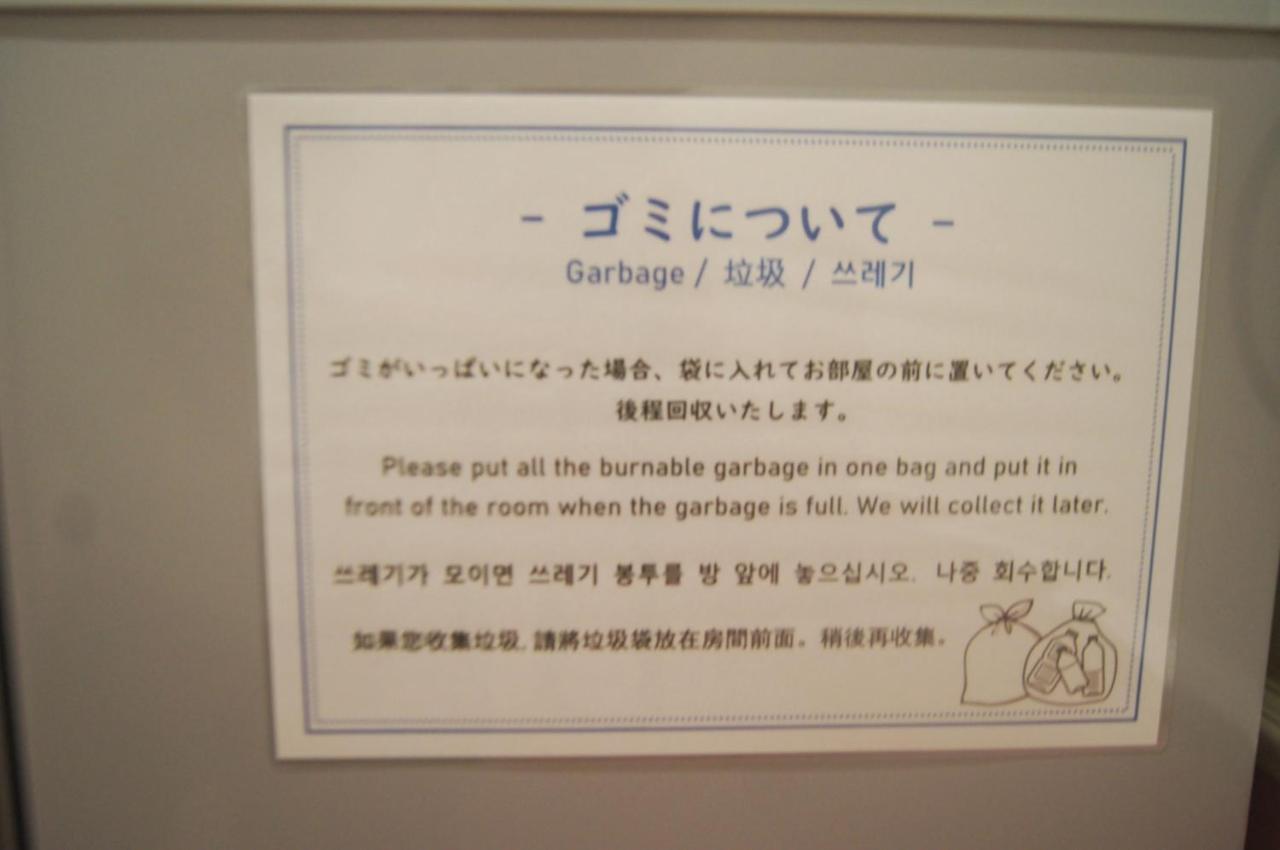 - ゴミについて -
Garbage / 垃圾 / 쓰레기
ゴミがいっぱいになった場合、袋に入れてお部屋の前に置いてください。
後程回収いたします。
Please put all the burnable garbage in one bag and put it in
front of the room when the garbage is full. We will collect it later.
쓰레기가 모이면 쓰레기 봉투를 방 앞에 놓으십시오. 나중 회수합니다.
如果您收集垃圾, 請將垃圾袋放在房間前面。稍後再收集。